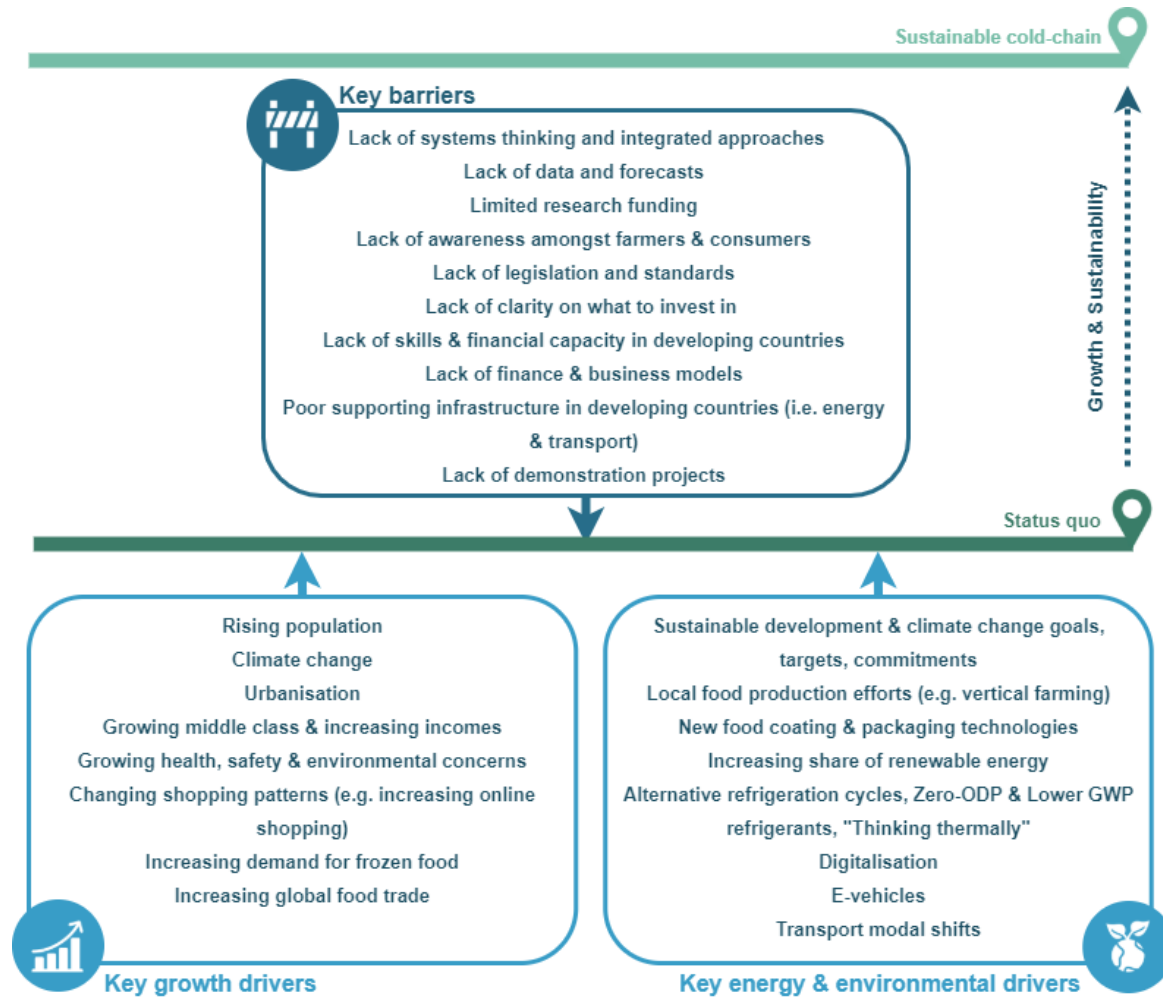 Sustainable cold-chain
Key barriers
Lack of systems thinking and integrated approaches
Lack of data and forecasts
Limited research funding
Lack of awareness amongst farmers & consumers
Lack of legislation and standards
Lack of clarity on what to invest in
Lack of skills & financial capacity in developing countries
Lack of finance & business models
Poor supporting infrastructure in developing countries (i.e. energy
& transport)
Lack of demonstration projects
Growth & Sustainability
Status quo
Rising population
Climate change
Urbanisation
Growing middle class & increasing incomes
Growing health, safety & environmental concerns
Changing shopping patterns (e.g. increasing online
shopping)
Increasing demand for frozen food
Increasing global food trade
Key growth drivers
Sustainable development & climate change goals,
targets, commitments
Local food production efforts (e.g. vertical farming)
New food coating & packaging technologies
Increasing share of renewable energy
Alternative refrigeration cycles, Zero-ODP & Lower GWP
refrigerants, "Thinking thermally"
Digitalisation
E-vehicles
Transport modal shifts
Key energy & environmental drivers